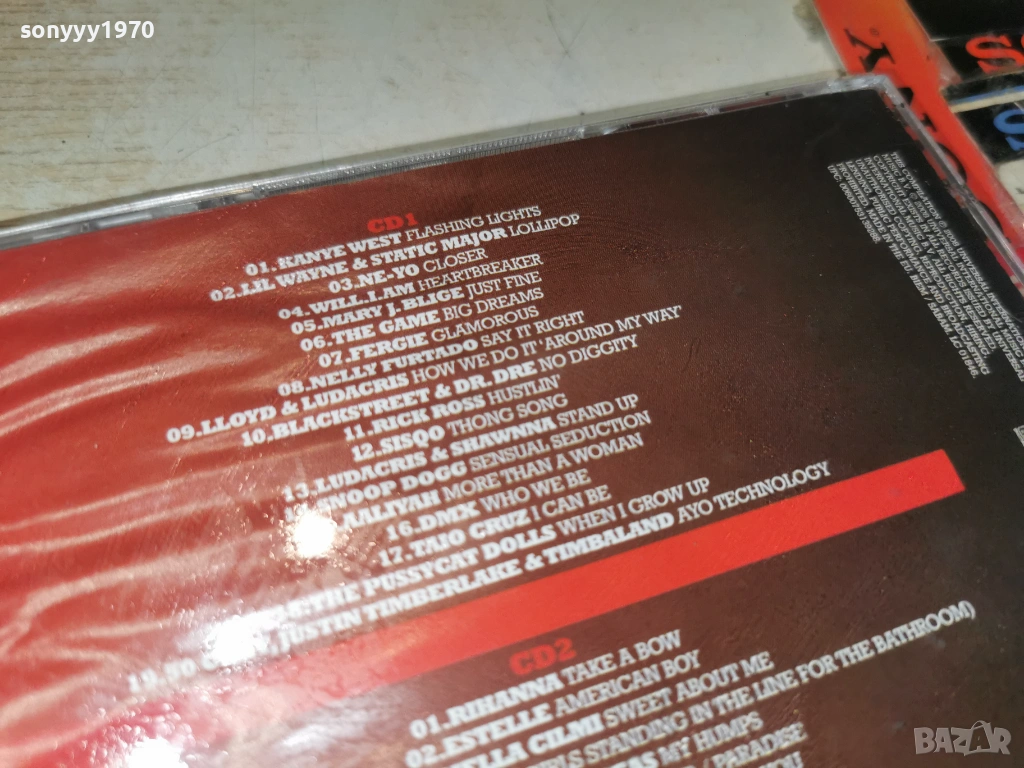 sonyyy1970
CD 1
01.KANYE WEST FLASHING LIGHTS
02.LIL WAYNE & STATIC MAJOR LOLLIPOP
03.NE-YO CLOSER
04.WILL.I.AM HEARTBREAKER
05.MARY J.BLIGE JUST FINE
06.THE GAME BIG DREAMS
07.FERGIE GLAMOROUS
08.NELLY FURTADO SAY IT RIGHT
09.LLOYD & LUDACRIS HOW WE DO IT 'AROUND MY WAY'
10.BLACKSTREET & DR. DRE NO DIGGITY
11.RICK ROSS HUSTLIN'
12.SISQO THONG SONG
13.LUDACRIS & SHAWNNA STAND UP
SNOOP DOGG SENSUAL SEDUCTION
AALIYAH MORE THAN A WOMAN
16.DMX WHO WE BE
17.TAIO CRUZ I CAN BE
THE PUSSYCAT DOLLS WHEN I GROW UP
19.50 JUSTIN TIMBERLAKE & TIMBALAND AYO TECHNOLOGY
CD2
01.RIHANNA TAKE A BOW
02.ESTELLE AMERICAN BOY
CILMI SWEET ABOUT ME
STANDING IN THE LINE FOR THE BATHROOM)
MY HUMPS
/ PARADISE
BAZAR